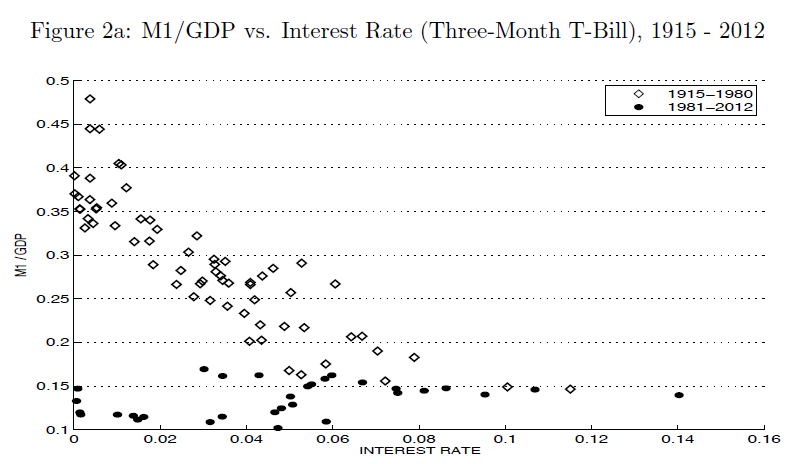 Figure 2a: M1/GDP vs. Interest Rate (Three-Month T-Bill), 1915 - 2012
0.5
1915−1980
1981−2012
0.45
0.4
0.35
0.3
M1/GDP
0.25
0.2
0.15
0.1
0 0.02 0.04 0.06 0.08 0.1 0.12 0.14 0.16
INTEREST RATE